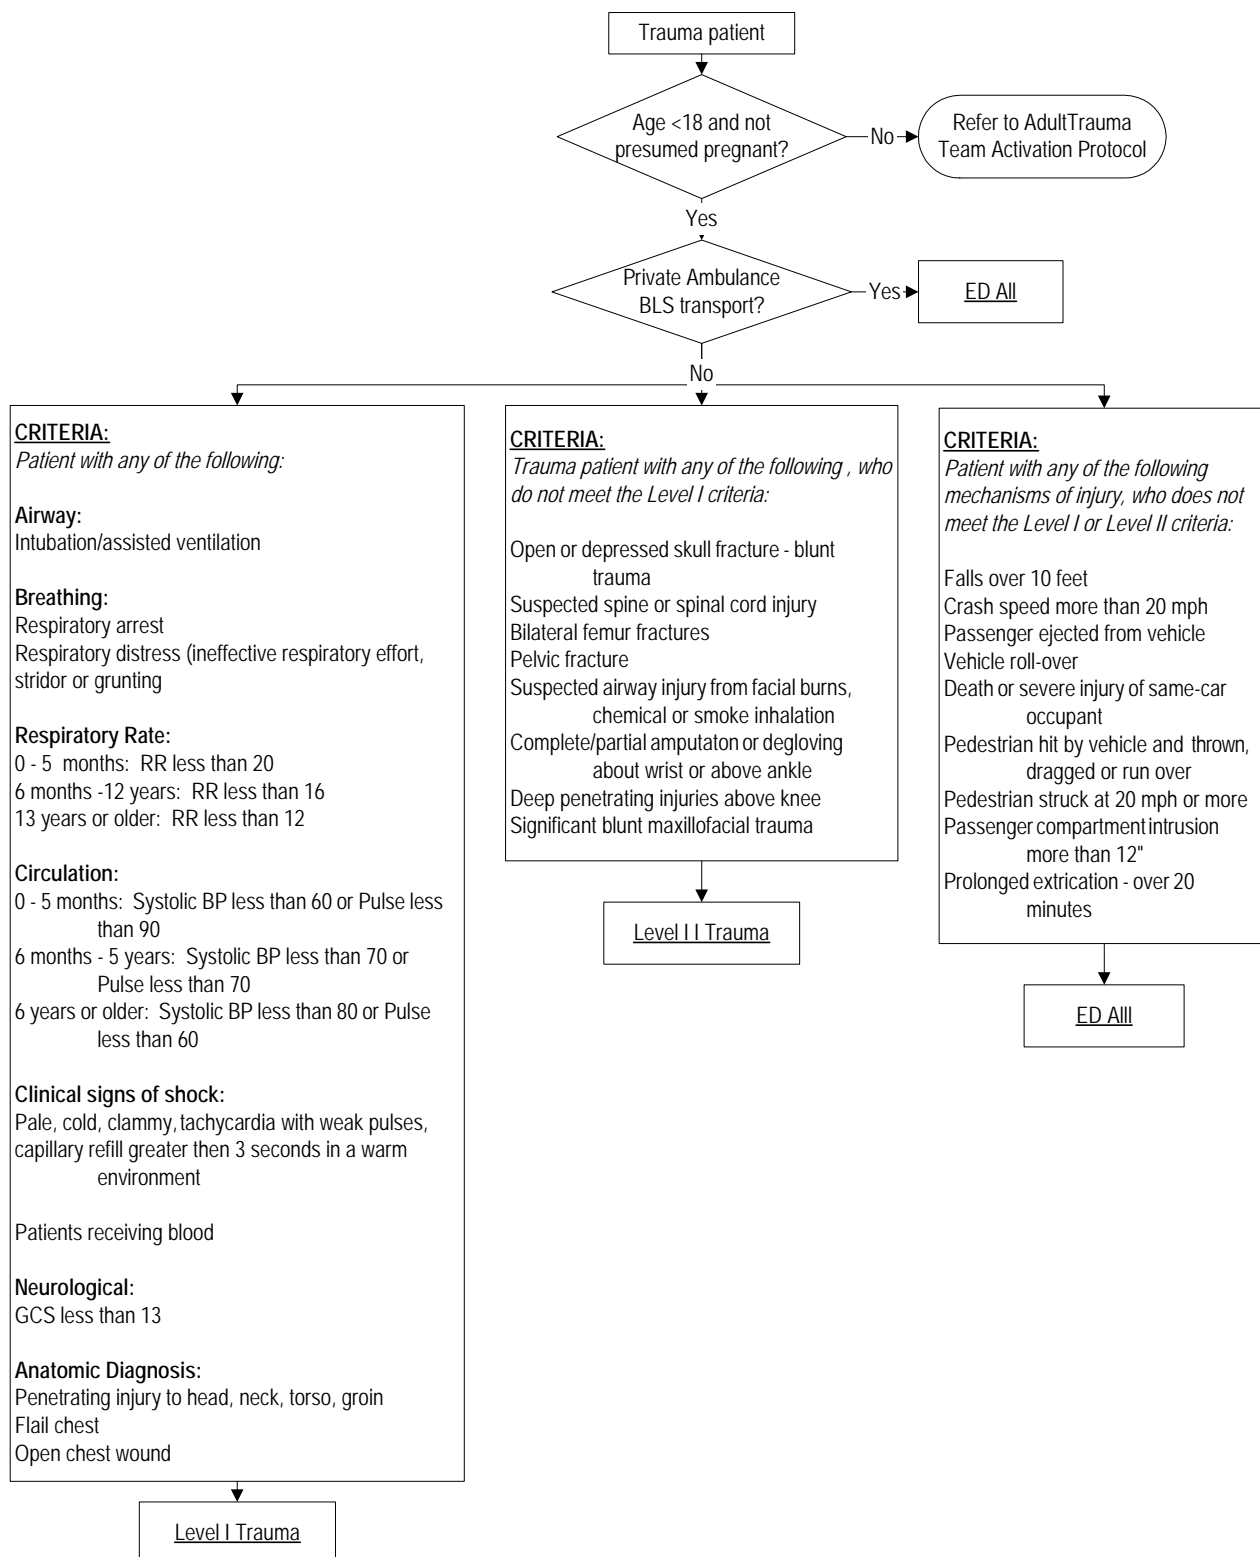 Trauma patient
Age <18 and not
presumed pregnant?
No
Refer to AdultTrauma
Team Activation Protocol
Yes
Private Ambulance
BLS transport?
Yes
ED All
No
CRITERIA:
Patient with any of the following:
Airway:
Intubation/assisted ventilation
Breathing:
Respiratory arrest
Respiratory distress (ineffective respiratory effort,
stridor or grunting
Respiratory Rate:
0 - 5 months: RR less than 20
6 months -12 years: RR less than 16
13 years or older: RR less than 12
Circulation:
0 - 5 months: Systolic BP less than 60 or Pulse less
than 90
6 months - 5 years: Systolic BP less than 70 or
Pulse less than 70
6 years or older: Systolic BP less than 80 or Pulse
less than 60
Clinical signs of shock:
Pale, cold, clammy, tachycardia with weak pulses,
capillary refill greater then 3 seconds in a warm
environment
Patients receiving blood
Neurological:
GCS less than 13
Anatomic Diagnosis:
Penetrating injury to head, neck, torso, groin
Flail chest
Open chest wound
Level I Trauma
CRITERIA:
Trauma patient with any of the following , who
do not meet the Level I criteria:
Open or depressed skull fracture - blunt
trauma
Suspected spine or spinal cord injury
Bilateral femur fractures
Pelvic fracture
Suspected airway injury from facial burns,
chemical or smoke inhalation
Complete/partial amputaton or degloving
about wrist or above ankle
Deep penetrating injuries above knee
Significant blunt maxillofacial trauma
Level I I Trauma
CRITERIA:
Patient with any of the following
mechanisms of injury, who does not
meet the Level I or Level II criteria:
Falls over 10 feet
Crash speed more than 20 mph
Passenger ejected from vehicle
Vehicle roll-over
Death or severe injury of same-car
occupant
Pedestrian hit by vehicle and thrown,
dragged or run over
Pedestrian struck at 20 mph or more
Passenger compartment intrusion
more than 12"
Prolonged extrication - over 20
minutes
ED AIII